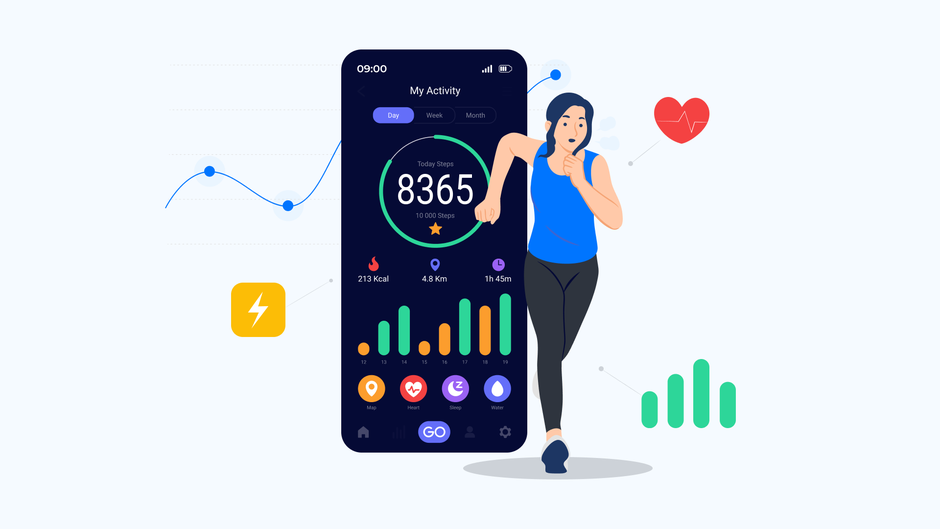 09:00
My Activity
Day Week Month
Today Steps
8365
10 000 Steps
213 Kcal 4.8 Km 1h 45m
12 13 14 15 16 17 18 19
Map Heart Sleep Water
GO